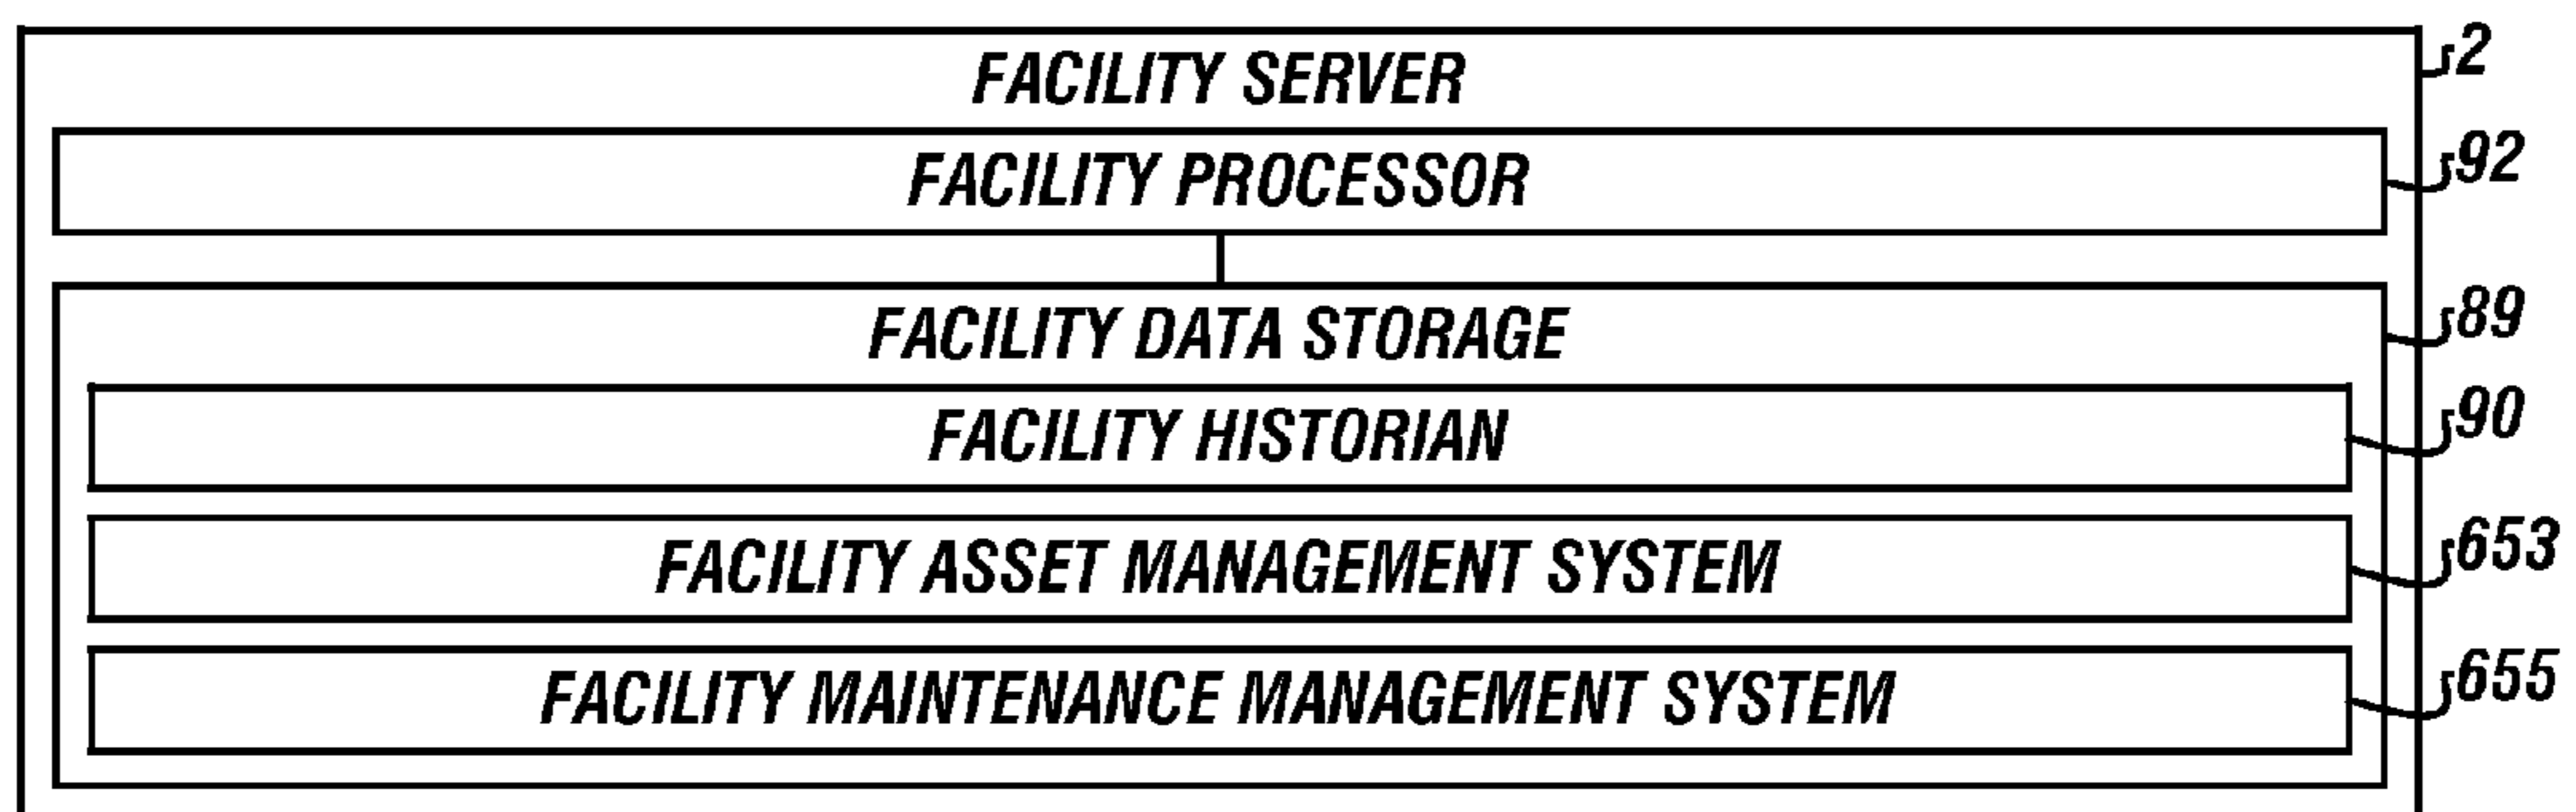 FACILITY SERVER 2
FACILITY PROCESSOR 92
FACILITY DATA STORAGE 89
FACILITY HISTORIAN 90
FACILITY ASSET MANAGEMENT SYSTEM 653
FACILITY MAINTENANCE MANAGEMENT SYSTEM 655